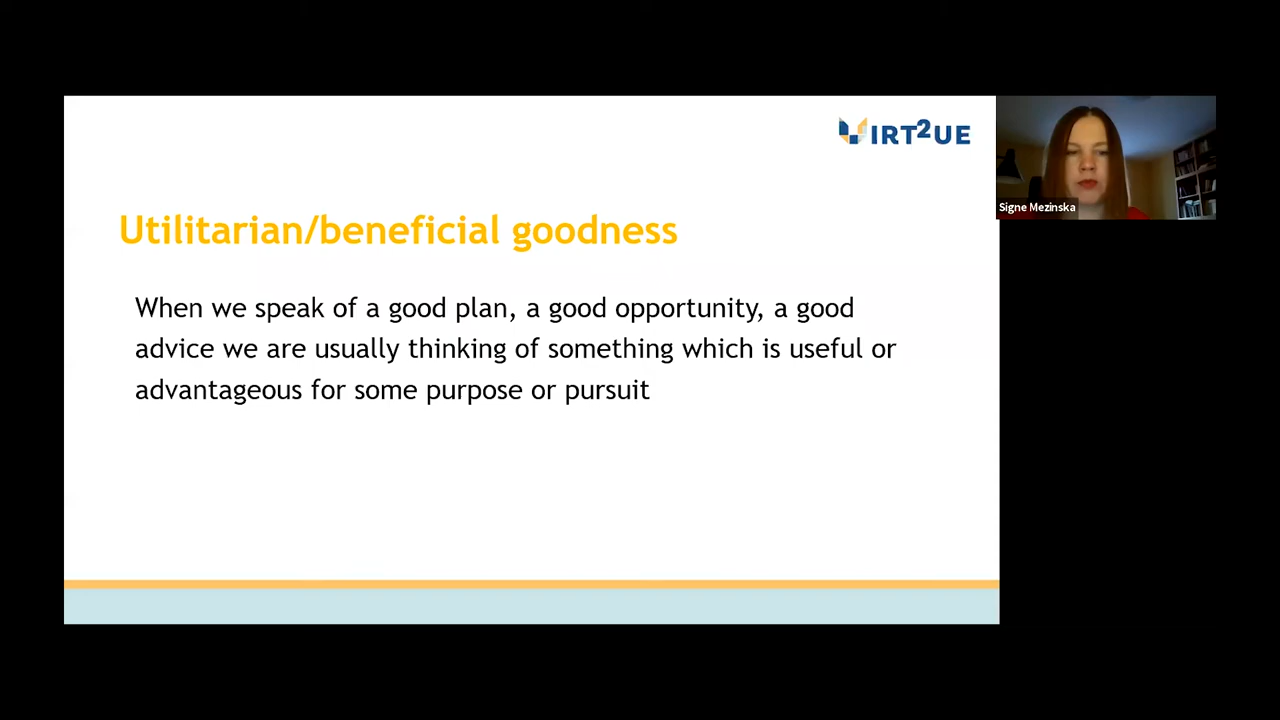 VIRT2UE
Signe Mezinska
Utilitarian/beneficial goodness
When we speak of a good plan, a good opportunity, a good
advice we are usually thinking of something which is useful or
advantageous for some purpose or pursuit